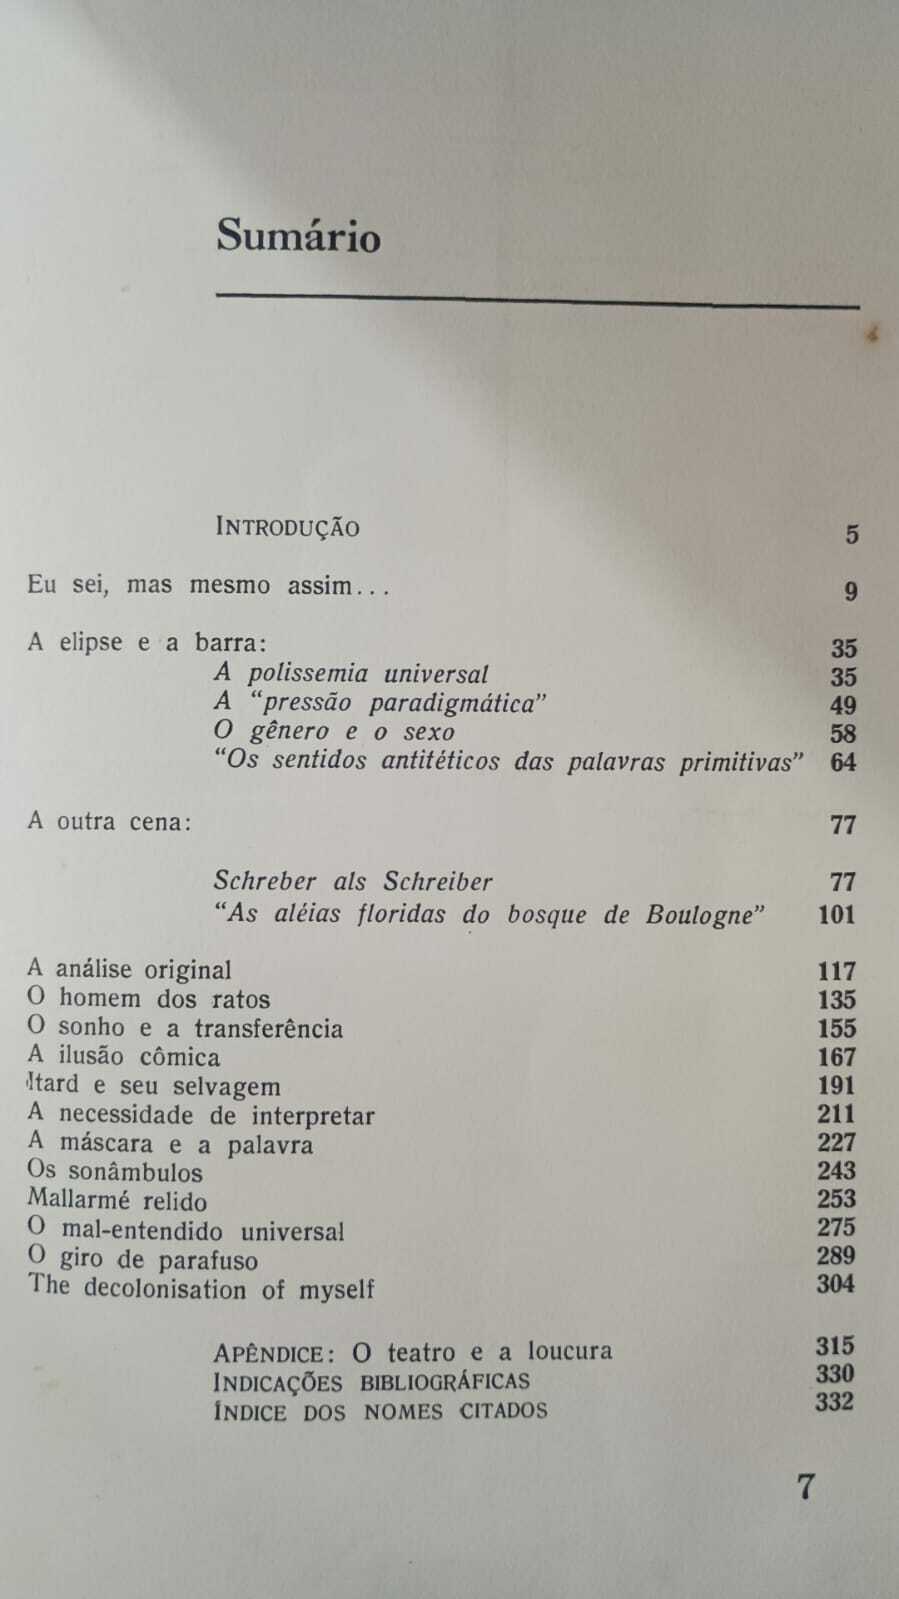 Sumário
INTRODUÇÃO 5
Eu sei, mas mesmo assim... 9
A elipse e a barra: 35
A polissemia universal 35
A “pressão paradigmática” 49
O gênero e o sexo 58
“Os sentidos antitéticos das palavras primitivas” 64
A outra cena: 77
Schreber als Schreiber 77
“As aléias floridas do bosque de Boulogne” 101
A análise original 117
O homem dos ratos 135
O sonho e a transferência 155
A ilusão cômica 167
Itard e seu selvagem 191
A necessidade de interpretar 211
A máscara e a palavra 227
Os sonâmbulos 243
Mallarmé relido 253
O mal-entendido universal 275
O giro de parafuso 289
The decolonisation of myself 304
APÊNDICE: O teatro e a loucura 315
INDICAÇÕES BIBLIOGRÁFICAS 330
ÍNDICE DOS NOMES CITADOS 332
7